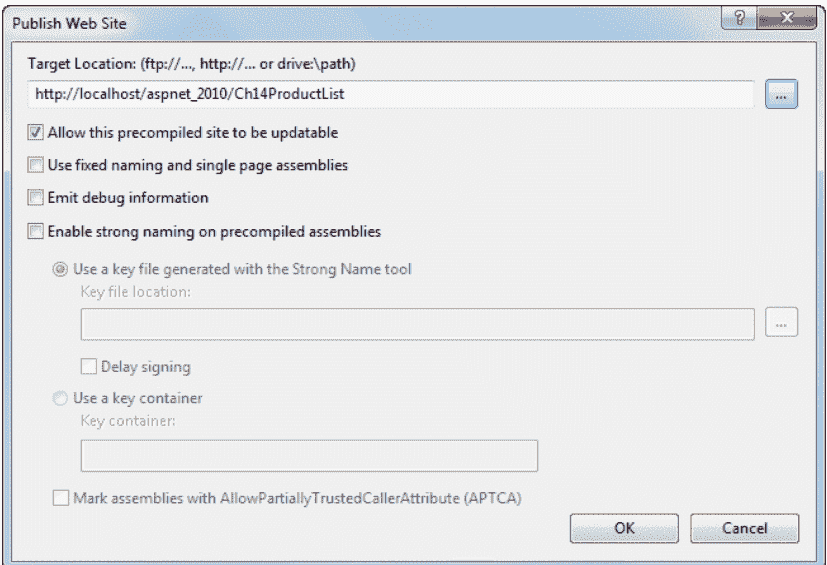 Publish Web Site
Target Location: (ftp://..., http://... or drive:\path)
http://localhost/aspnet_2010/Ch14ProductList
...
Allow this precompiled site to be updatable
Use fixed naming and single page assemblies
Emit debug information
Enable strong naming on precompiled assemblies
Use a key file generated with the Strong Name tool
Key file location:
...
Delay signing
Use a key container
Key container:
Mark assemblies with AllowPartiallyTrustedCallerAttribute (APTCA)
OK Cancel